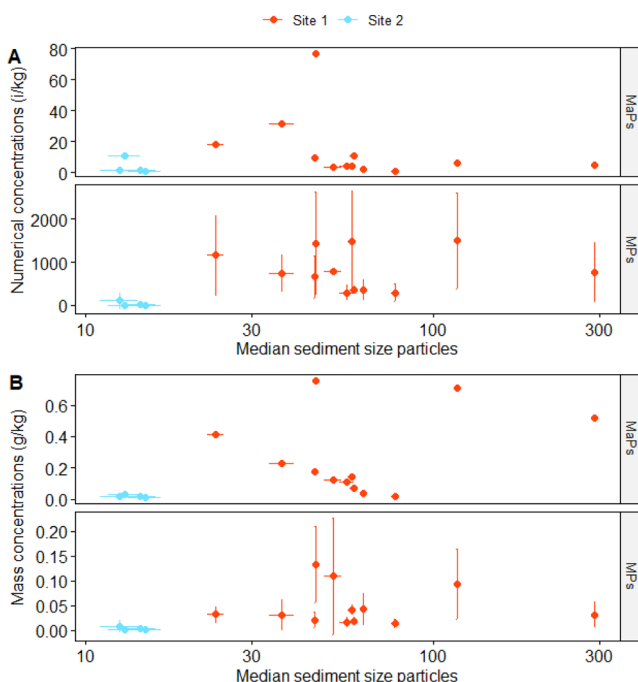 Site 1 Site 2
A
Numerical concentrations (i/kg)
80
60
40
20
0
MaPs
2000
1000
0
MPs
10 30 100 300
Median sediment size particles
B
Mass concentrations (g/kg)
0.6
0.4
0.2
0.0
MaPs
0.20
0.15
0.10
0.05
0.00
MPs
10 30 100 300
Median sediment size particles